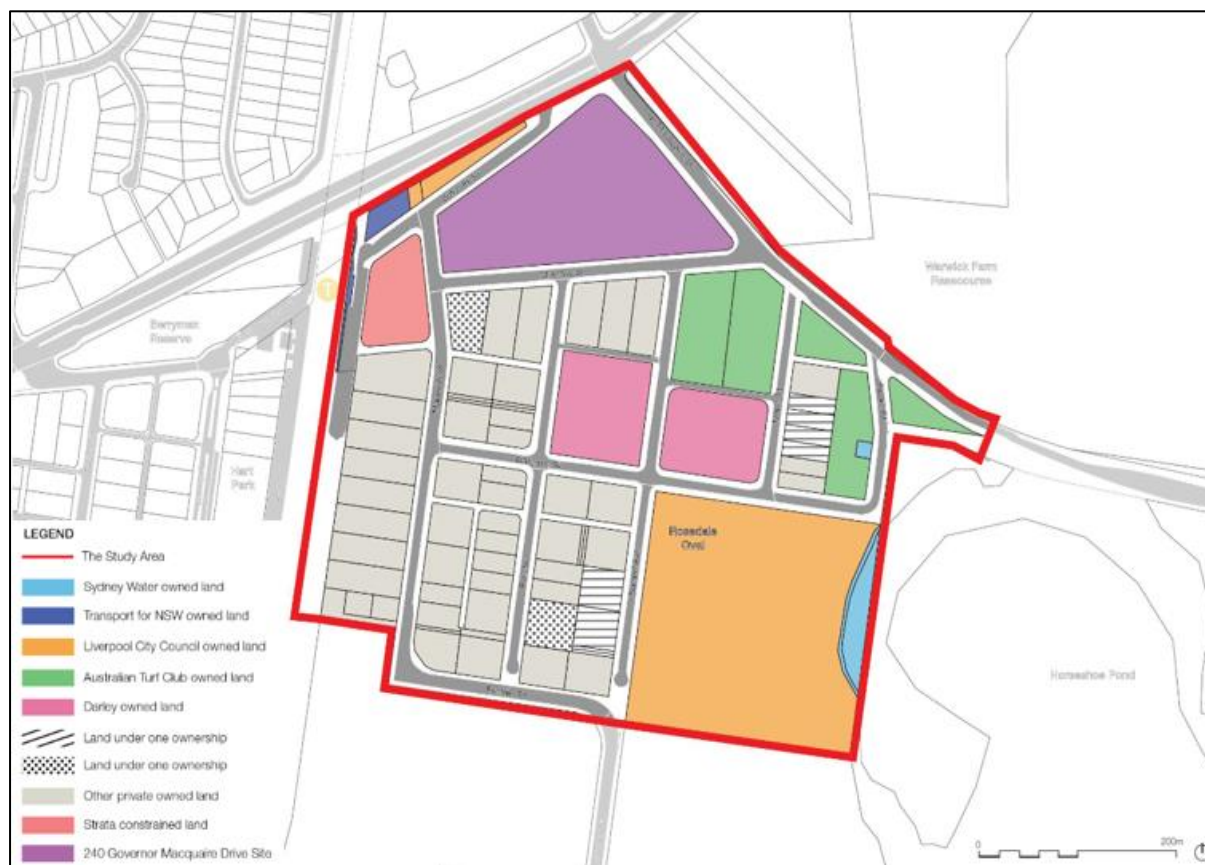 Warwick Farm
Racecourse
T
Berryman
Reserve
Hart
Park
Rosedale
Oval
Horseshoe Pond
LEGEND
The Study Area
Sydney Water owned land
Transport for NSW owned land
Liverpool City Council owned land
Australian Turf Club owned land
Darley owned land
Land under one ownership
Land under one ownership
Other private owned land
Strata constrained land
240 Governor Macquaire Drive Site
0
200m